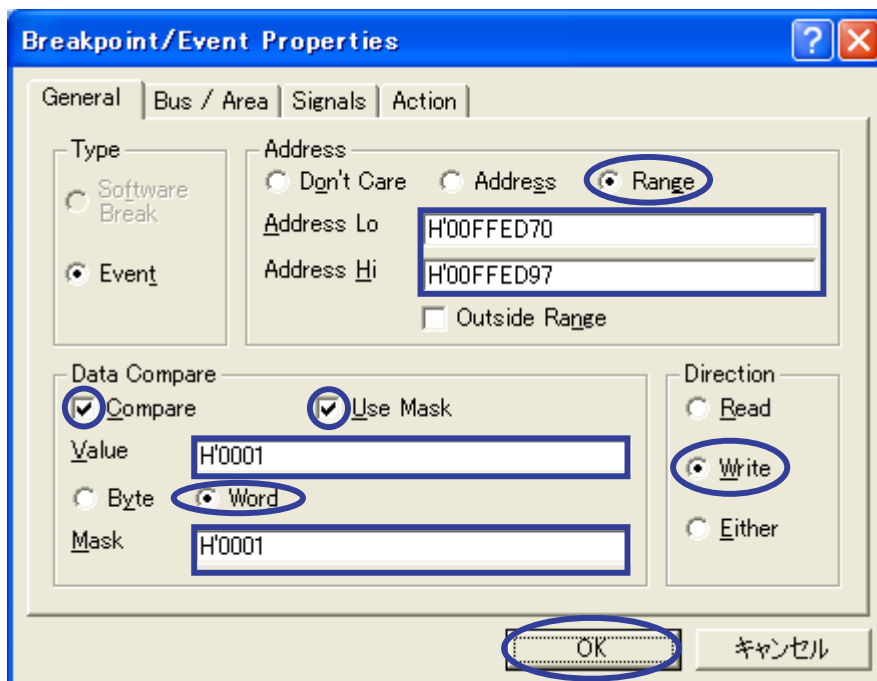 Breakpoint/Event Properties
General Bus / Area Signals Action
Type
Software Break
Event
Address
Don't Care Address Range
Address Lo H'00FFED70
Address Hi H'00FFED97
Outside Range
Data Compare
Compare Use Mask
Value H'0001
Byte Word
Mask H'0001
Direction
Read
Write
Either
OK キャンセル